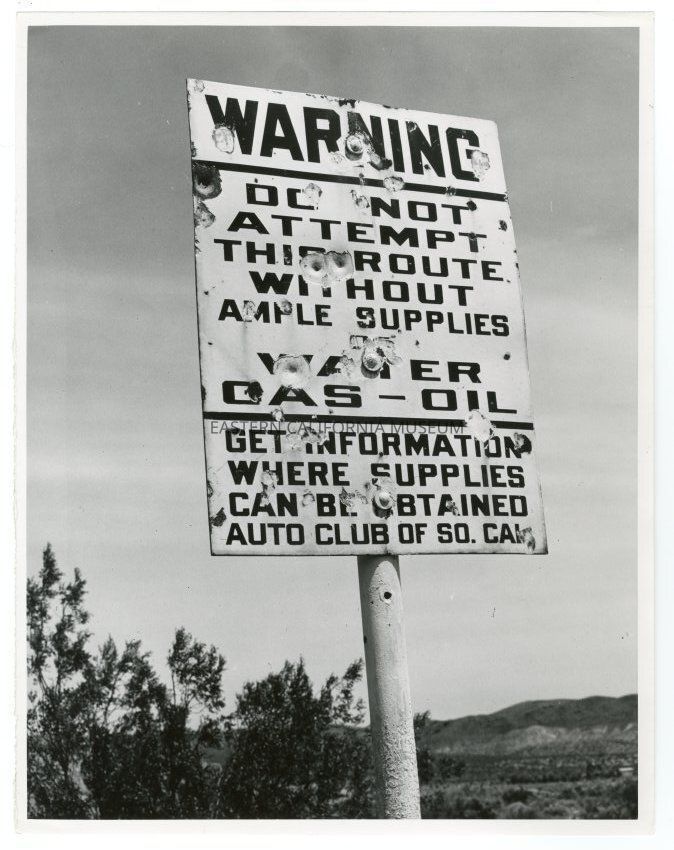 WARNING
DO NOT
ATTEMPT
THIS ROUTE
WITHOUT
AMPLE SUPPLIES
WATER
GAS-OIL
EASTERN CALIFORNIA MUSEUM
GET INFORMATION
WHERE SUPPLIES
CAN BE OBTAINED
AUTO CLUB OF SO. CAL.